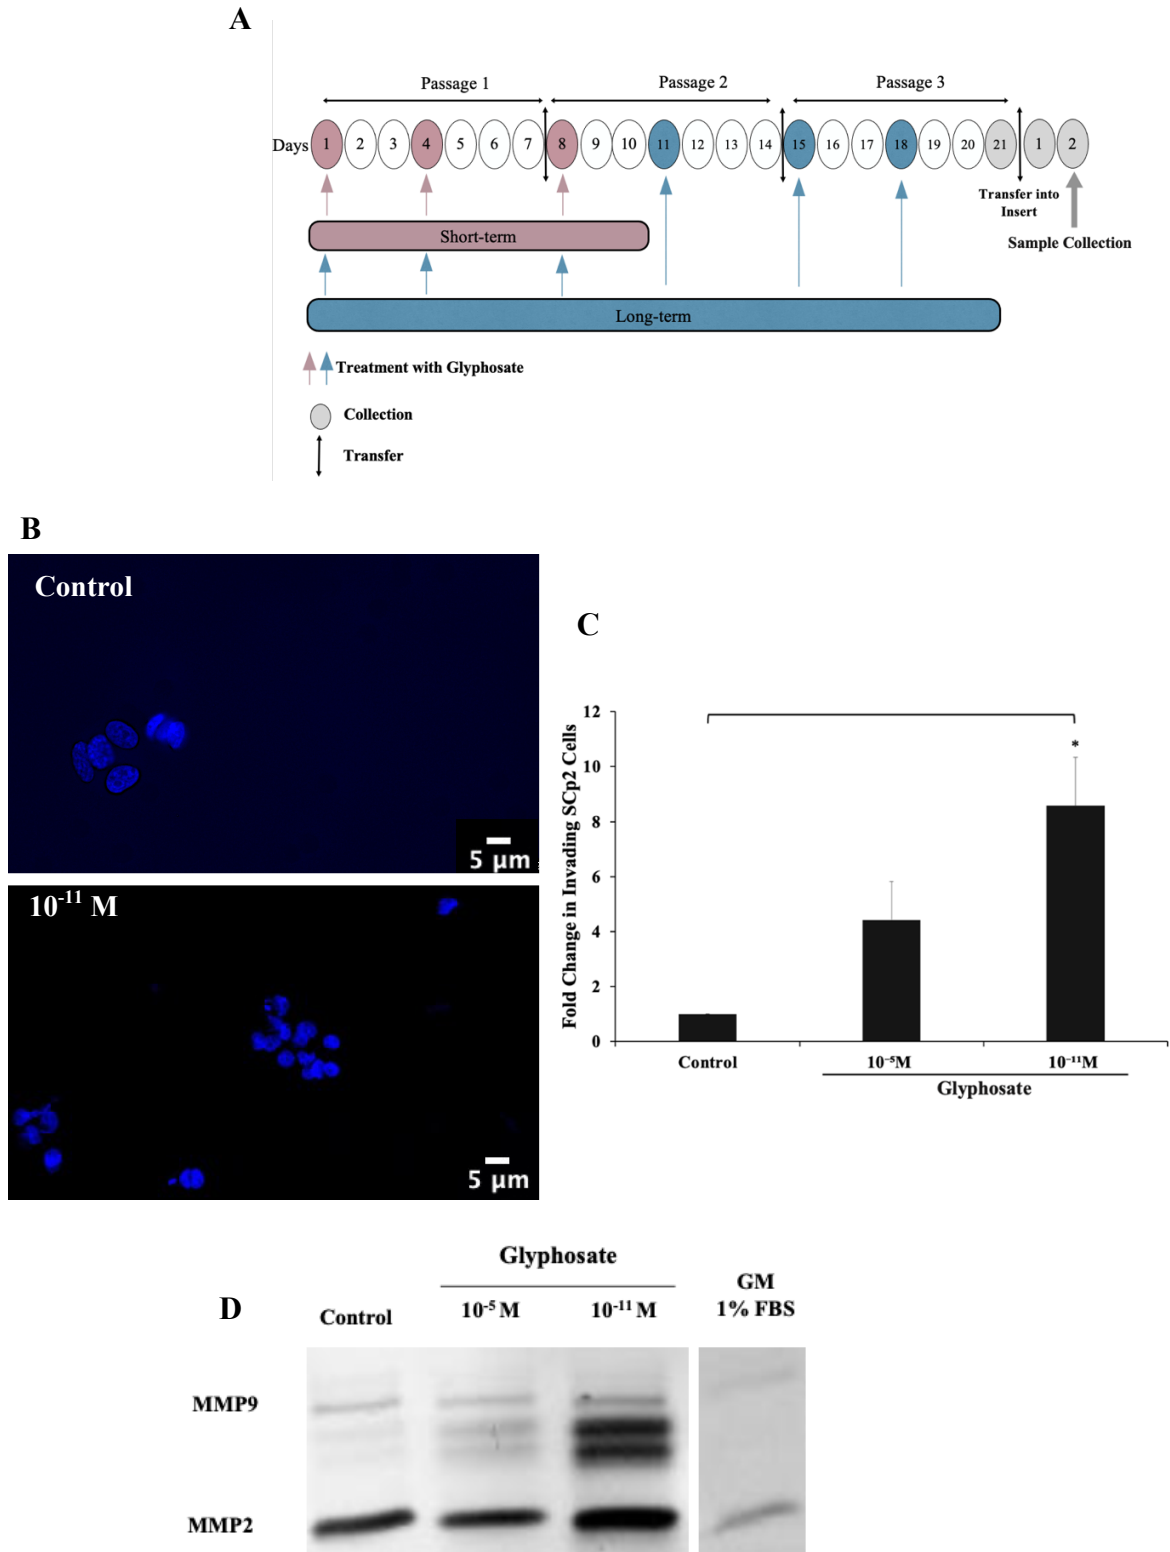 A
Passage 1 Passage 2 Passage 3
Days 1 2 3 4 5 6 7 8 9 10 11 12 13 14 15 16 17 18 19 20 21 1 2
Transfer into
Insert
Sample Collection
Short-term
Long-term
Treatment with Glyphosate
Collection
Transfer
B
Control
5 µm
10⁻¹¹ M
5 µm
C
Fold Change in Invading SCp2 Cells
12
10
8
6
4
2
0
*
Control 10⁻⁵M 10⁻¹¹M
Glyphosate
D
Glyphosate
Control 10⁻⁵ M 10⁻¹¹ M
GM
1% FBS
MMP9
MMP2